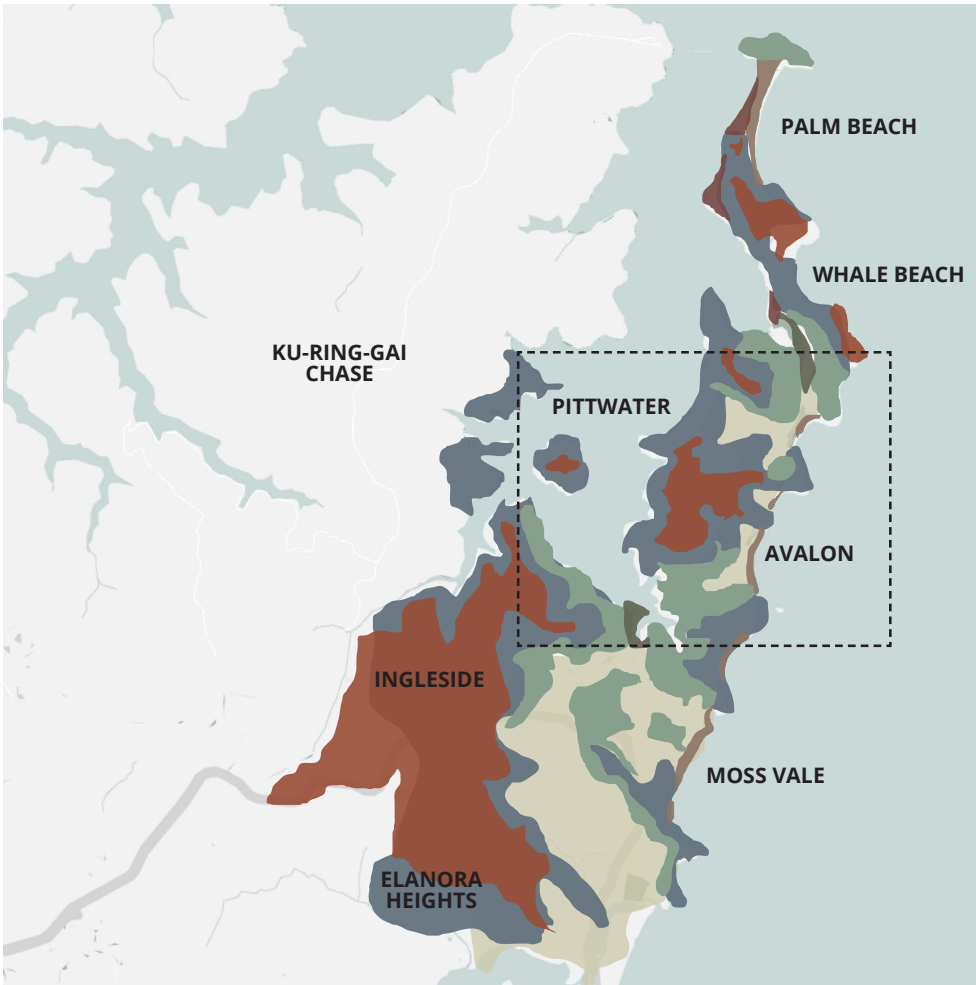 PALM BEACH
WHALE BEACH
KU-RING-GAI
CHASE
PITTWATER
AVALON
INGLESIDE
MOSS VALE
ELANORA
HEIGHTS